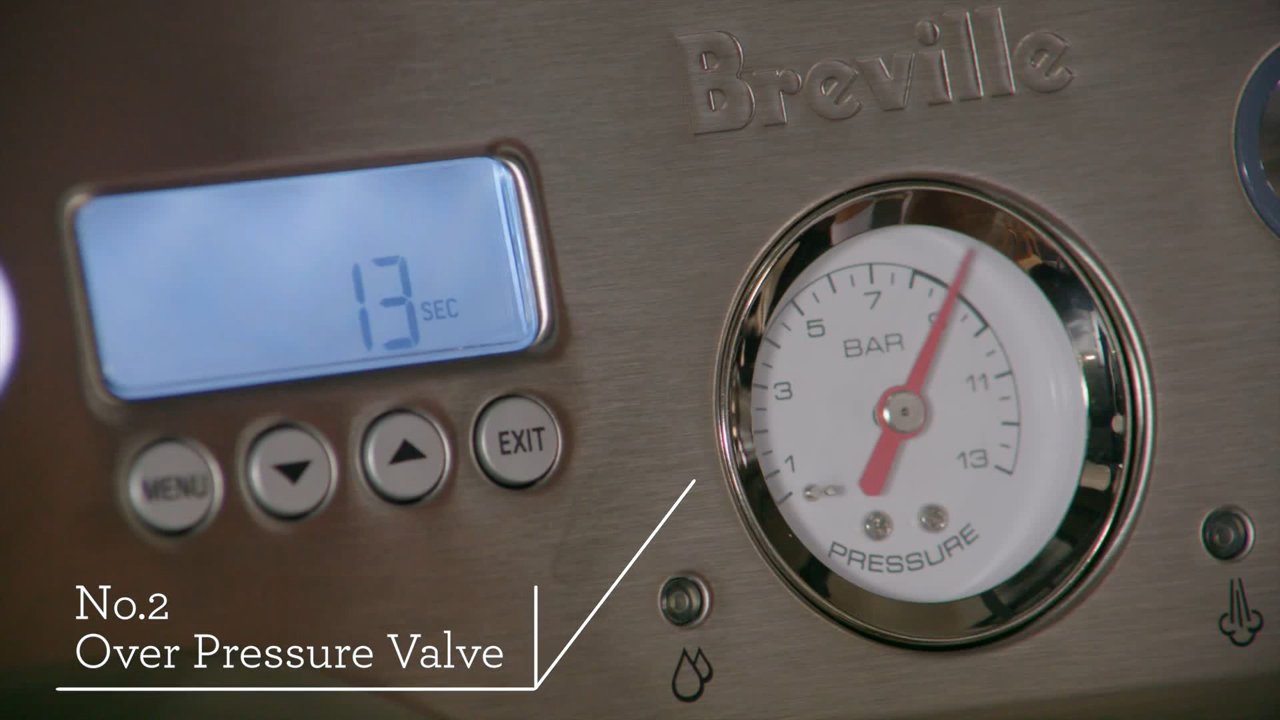 Breville
13 SEC
MENU
EXIT
1
3
5
7
9
11
13
BAR
PRESSURE
No.2
Over Pressure Valve